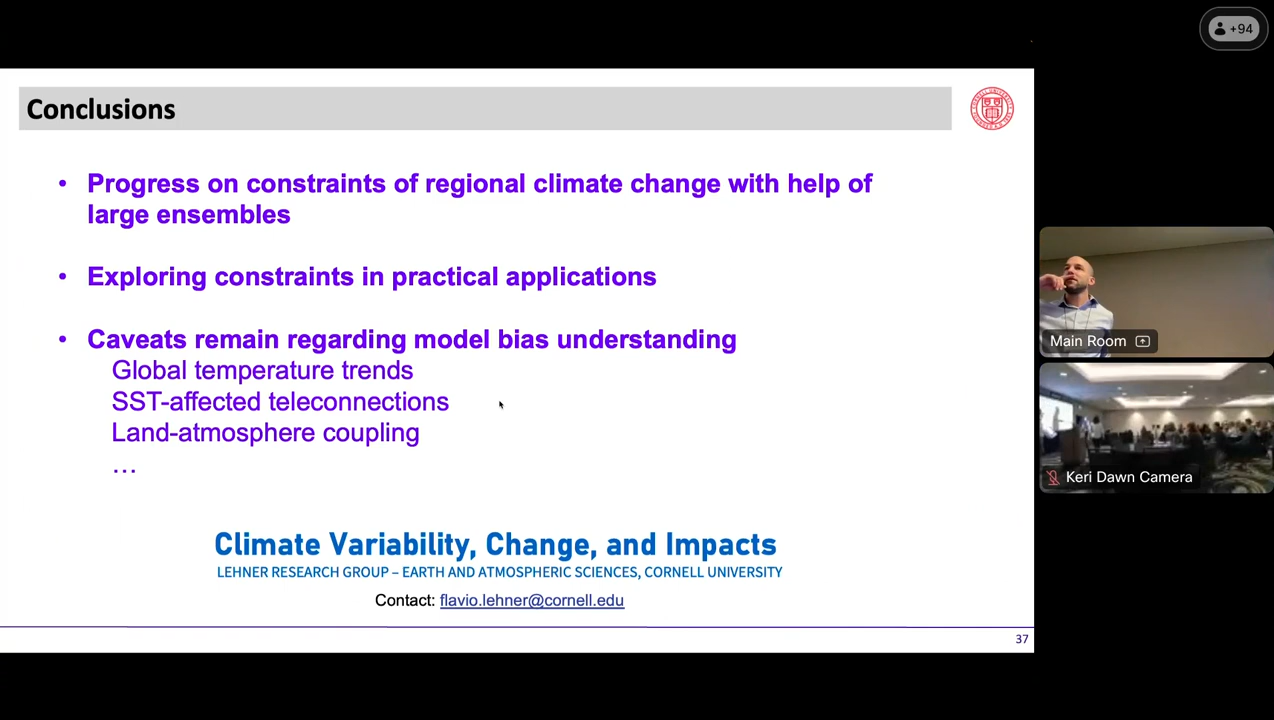 +94
Conclusions
• Progress on constraints of regional climate change with help of
large ensembles
• Exploring constraints in practical applications
• Caveats remain regarding model bias understanding
Global temperature trends
SST-affected teleconnections
Land-atmosphere coupling
…
Climate Variability, Change, and Impacts
LEHNER RESEARCH GROUP – EARTH AND ATMOSPHERIC SCIENCES, CORNELL UNIVERSITY
Contact: flavio.lehner@cornell.edu
37
Main Room
Keri Dawn Camera